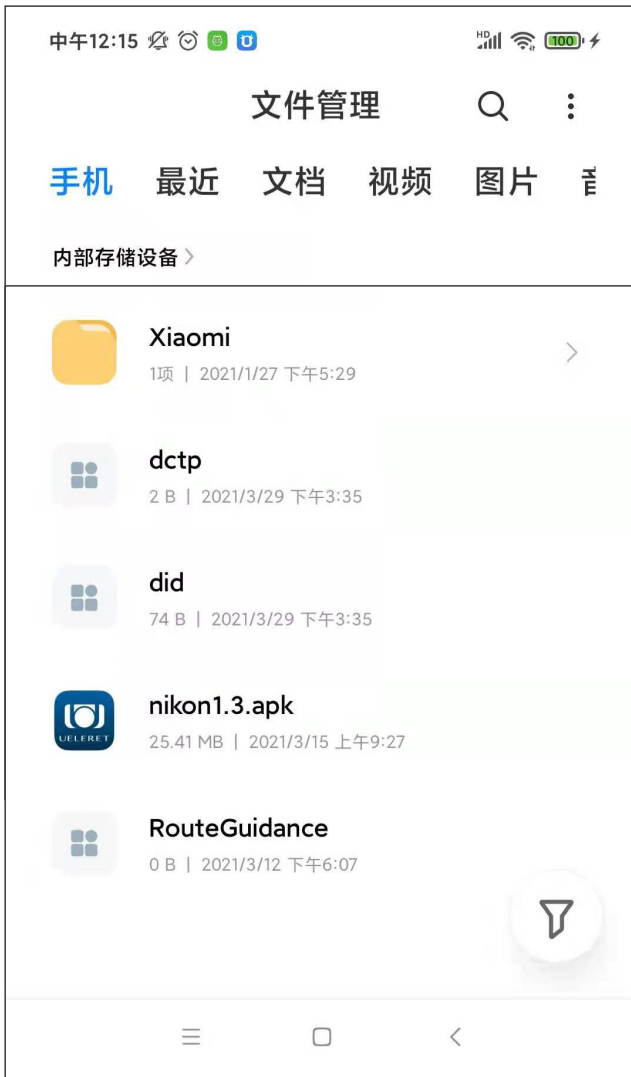 中午12:15 HD 100
文件管理
手机 最近 文档 视频 图片
内部存储设备
Xiaomi
1项 | 2021/1/27 下午5:29
dctp
2 B | 2021/3/29 下午3:35
did
74 B | 2021/3/29 下午3:35
nikon1.3.apk
UELERET
25.41 MB | 2021/3/15 上午9:27
RouteGuidance
0 B | 2021/3/12 下午6:07